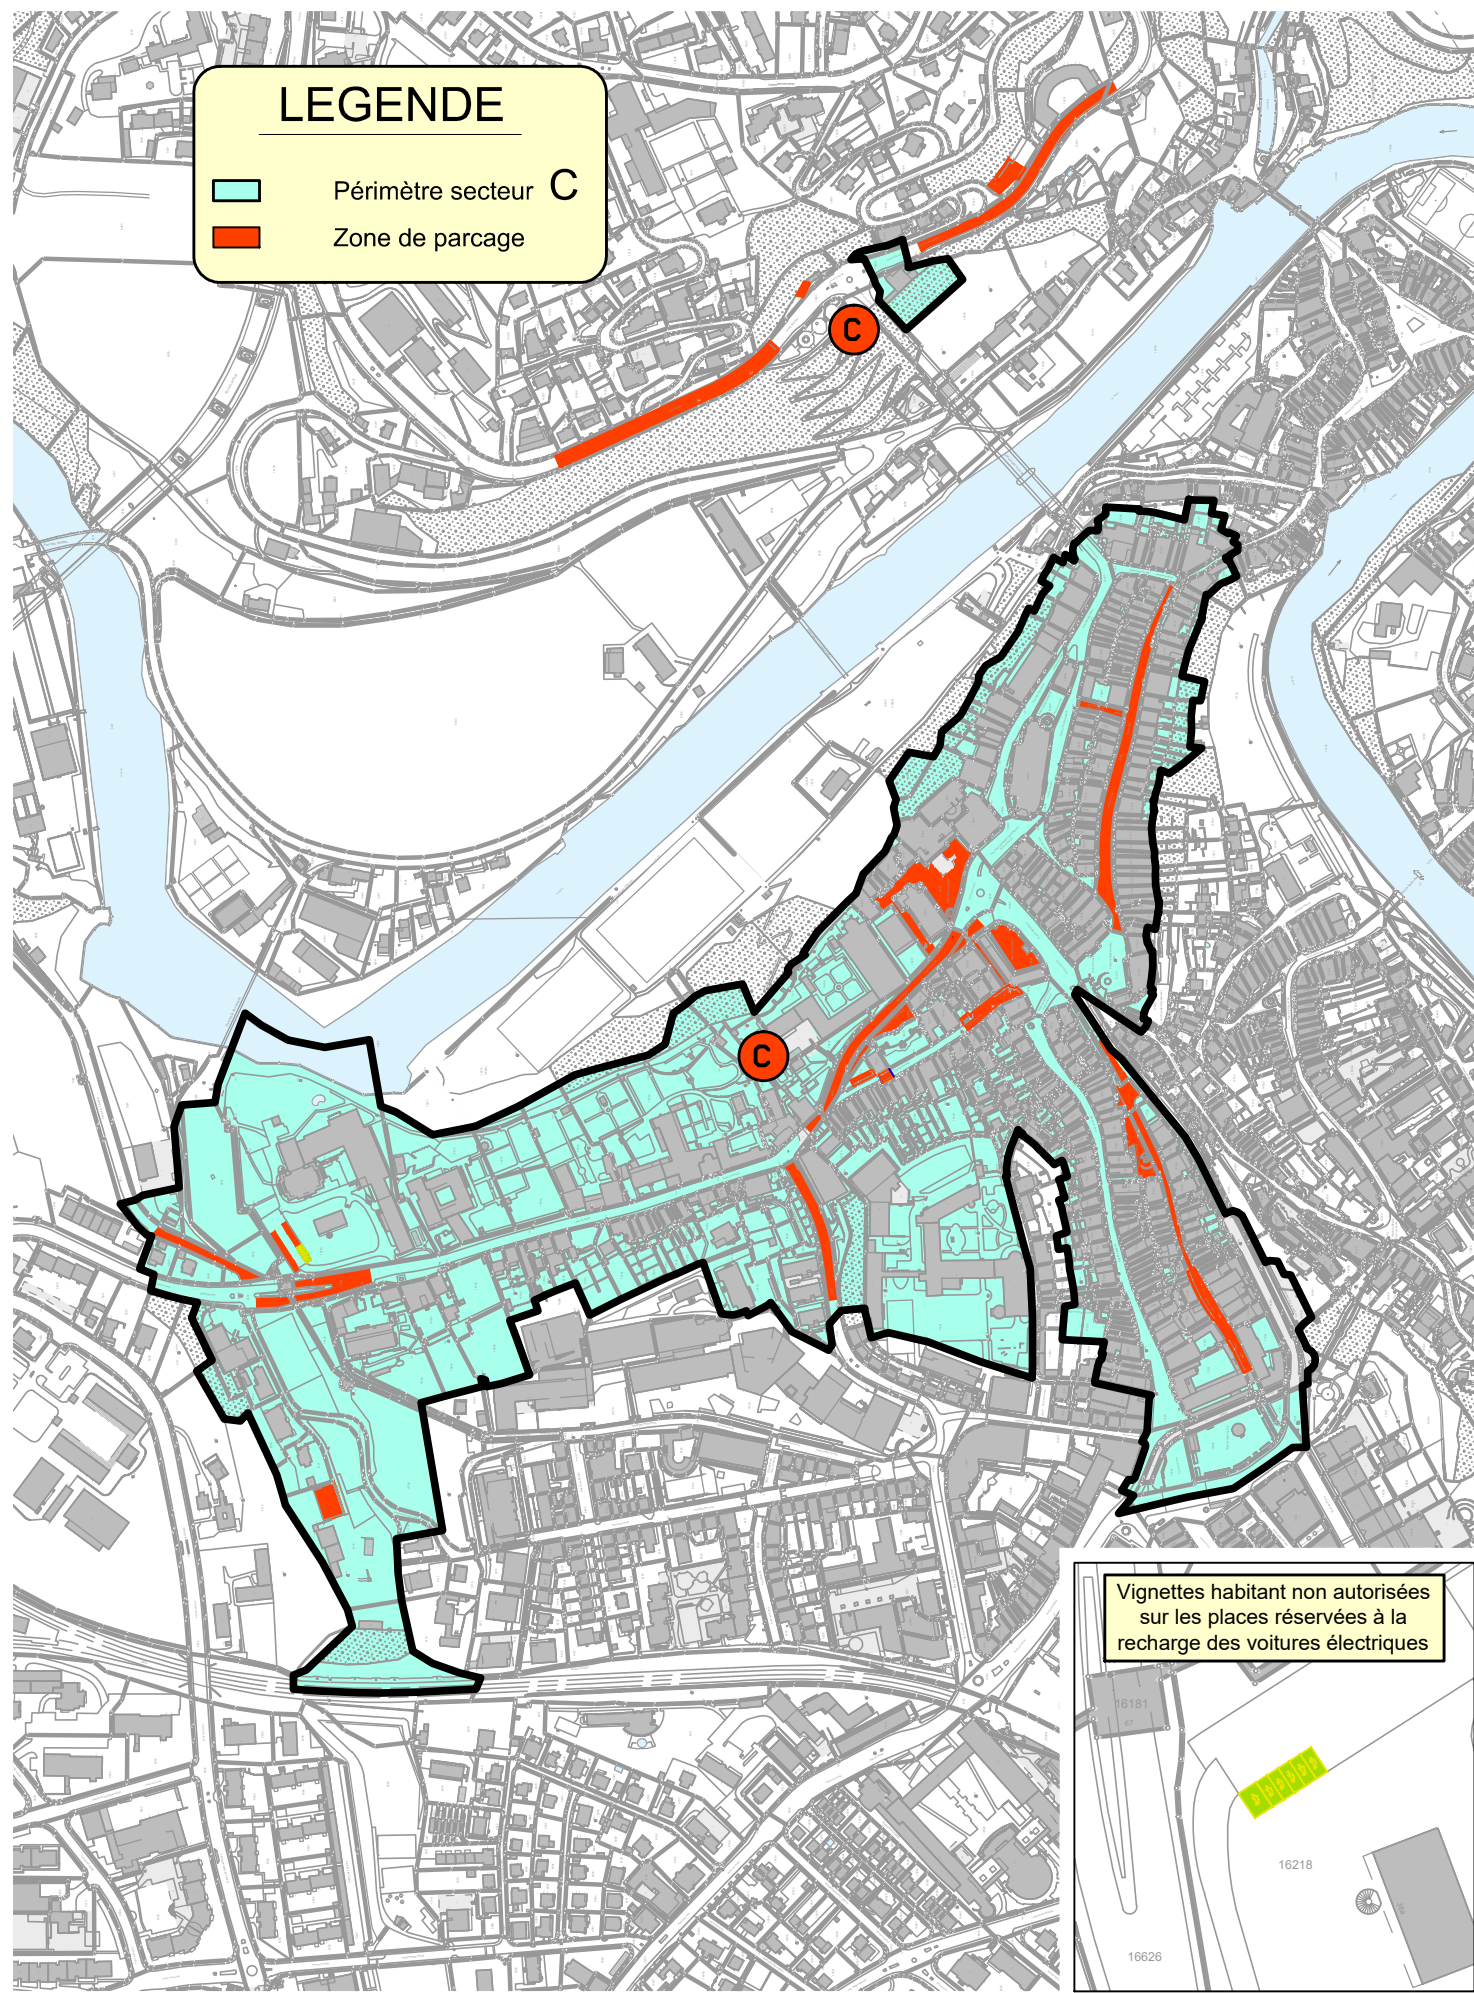 LEGENDE
Périmètre secteur C
Zone de parcage
C
C
Vignettes habitant non autorisées
sur les places réservées à la
recharge des voitures électriques
16181
67
16218
16626